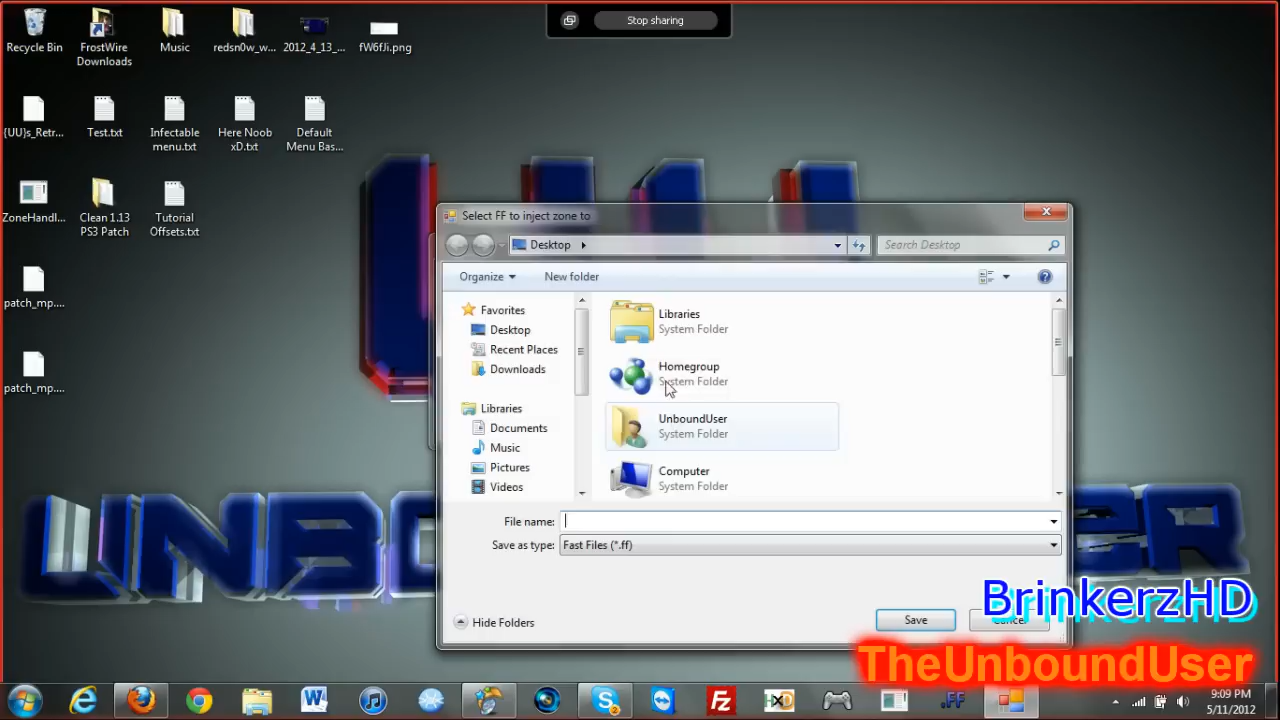 Stop sharing
Recycle Bin
FrostWire Downloads
Music
redsn0w_w...
2012_4_13_...
fW6fJi.png
{UU}s_Retr...
Test.txt
Infectable menu.txt
Here Noob xD.txt
Default Menu Bas...
ZoneHandl...
Clean 1.13 PS3 Patch
Tutorial Offsets.txt
patch_mp....
patch_mp....
Select FF to inject zone to
Desktop
Search Desktop
Organize
New folder
Favorites
Desktop
Recent Places
Downloads
Libraries
Documents
Music
Pictures
Videos
Libraries
System Folder
Homegroup
System Folder
UnboundUser
System Folder
Computer
System Folder
File name:
Save as type: Fast Files (*.ff)
Hide Folders
Save
Cancel
BrinkerzHD
TheUnboundUser
9:09 PM
5/11/2012